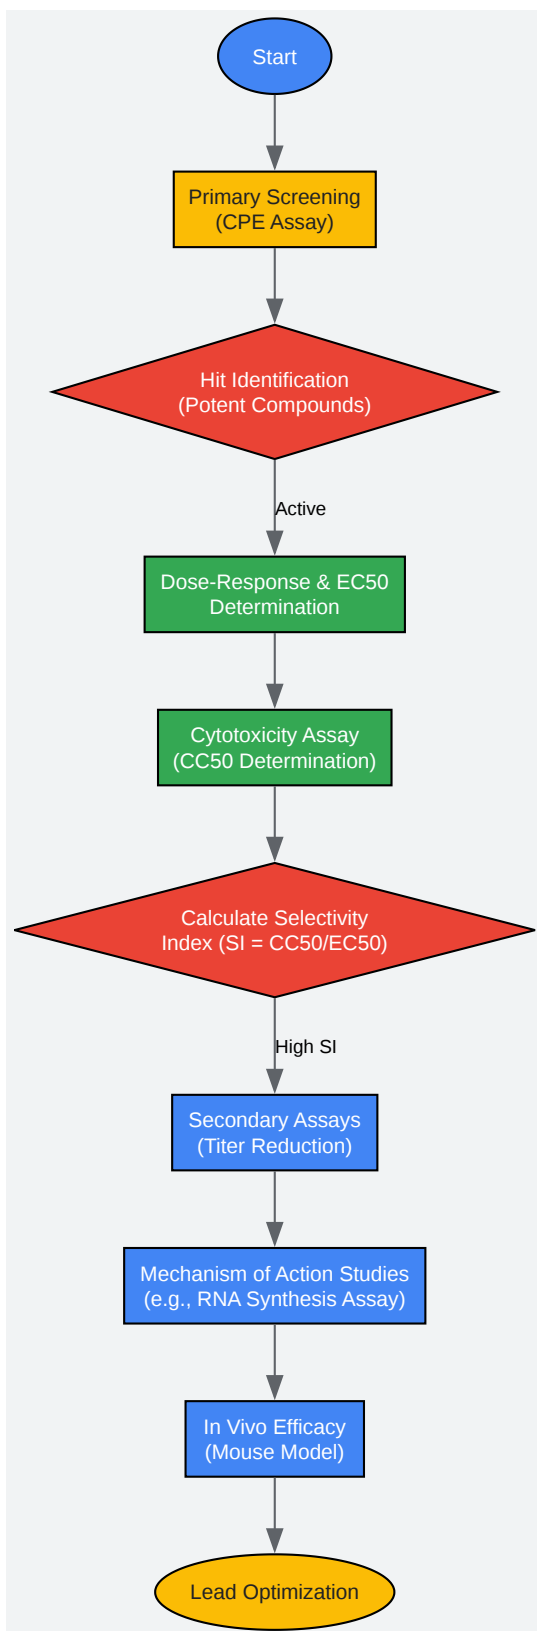 Start
Primary Screening
(CPE Assay)
Hit Identification
(Potent Compounds)
Active
Dose-Response & EC50
Determination
Cytotoxicity Assay
(CC50 Determination)
Calculate Selectivity
Index (SI = CC50/EC50)
High SI
Secondary Assays
(Titer Reduction)
Mechanism of Action Studies
(e.g., RNA Synthesis Assay)
In Vivo Efficacy
(Mouse Model)
Lead Optimization